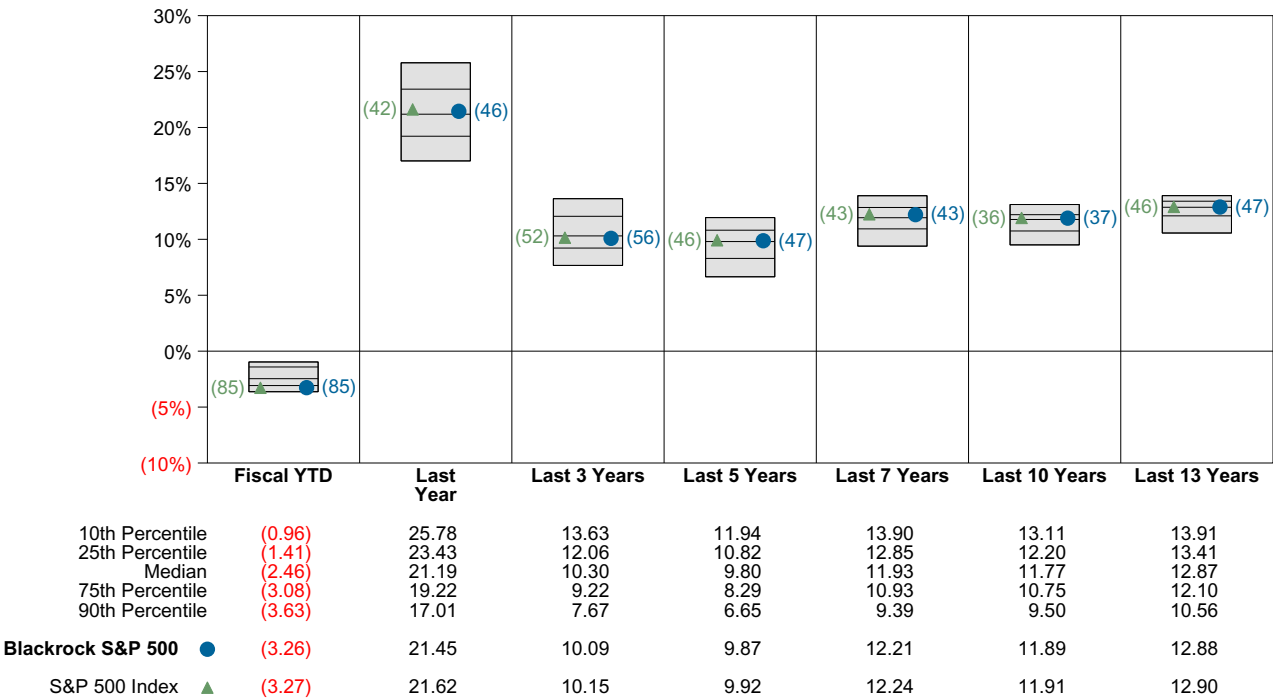 30%
25%
20%
15%
10%
5%
0%
(5%)
(10%)
(85) (85)
(42) (46)
(52) (56)
(46) (47)
(43) (43)
(36) (37)
(46) (47)
Fiscal YTD Last Year Last 3 Years Last 5 Years Last 7 Years Last 10 Years Last 13 Years
10th Percentile (0.96) 25.78 13.63 11.94 13.90 13.11 13.91
25th Percentile (1.41) 23.43 12.06 10.82 12.85 12.20 13.41
Median (2.46) 21.19 10.30 9.80 11.93 11.77 12.87
75th Percentile (3.08) 19.22 9.22 8.29 10.93 10.75 12.10
90th Percentile (3.63) 17.01 7.67 6.65 9.39 9.50 10.56
Blackrock S&P 500 (3.26) 21.45 10.09 9.87 12.21 11.89 12.88
S&P 500 Index (3.27) 21.62 10.15 9.92 12.24 11.91 12.90